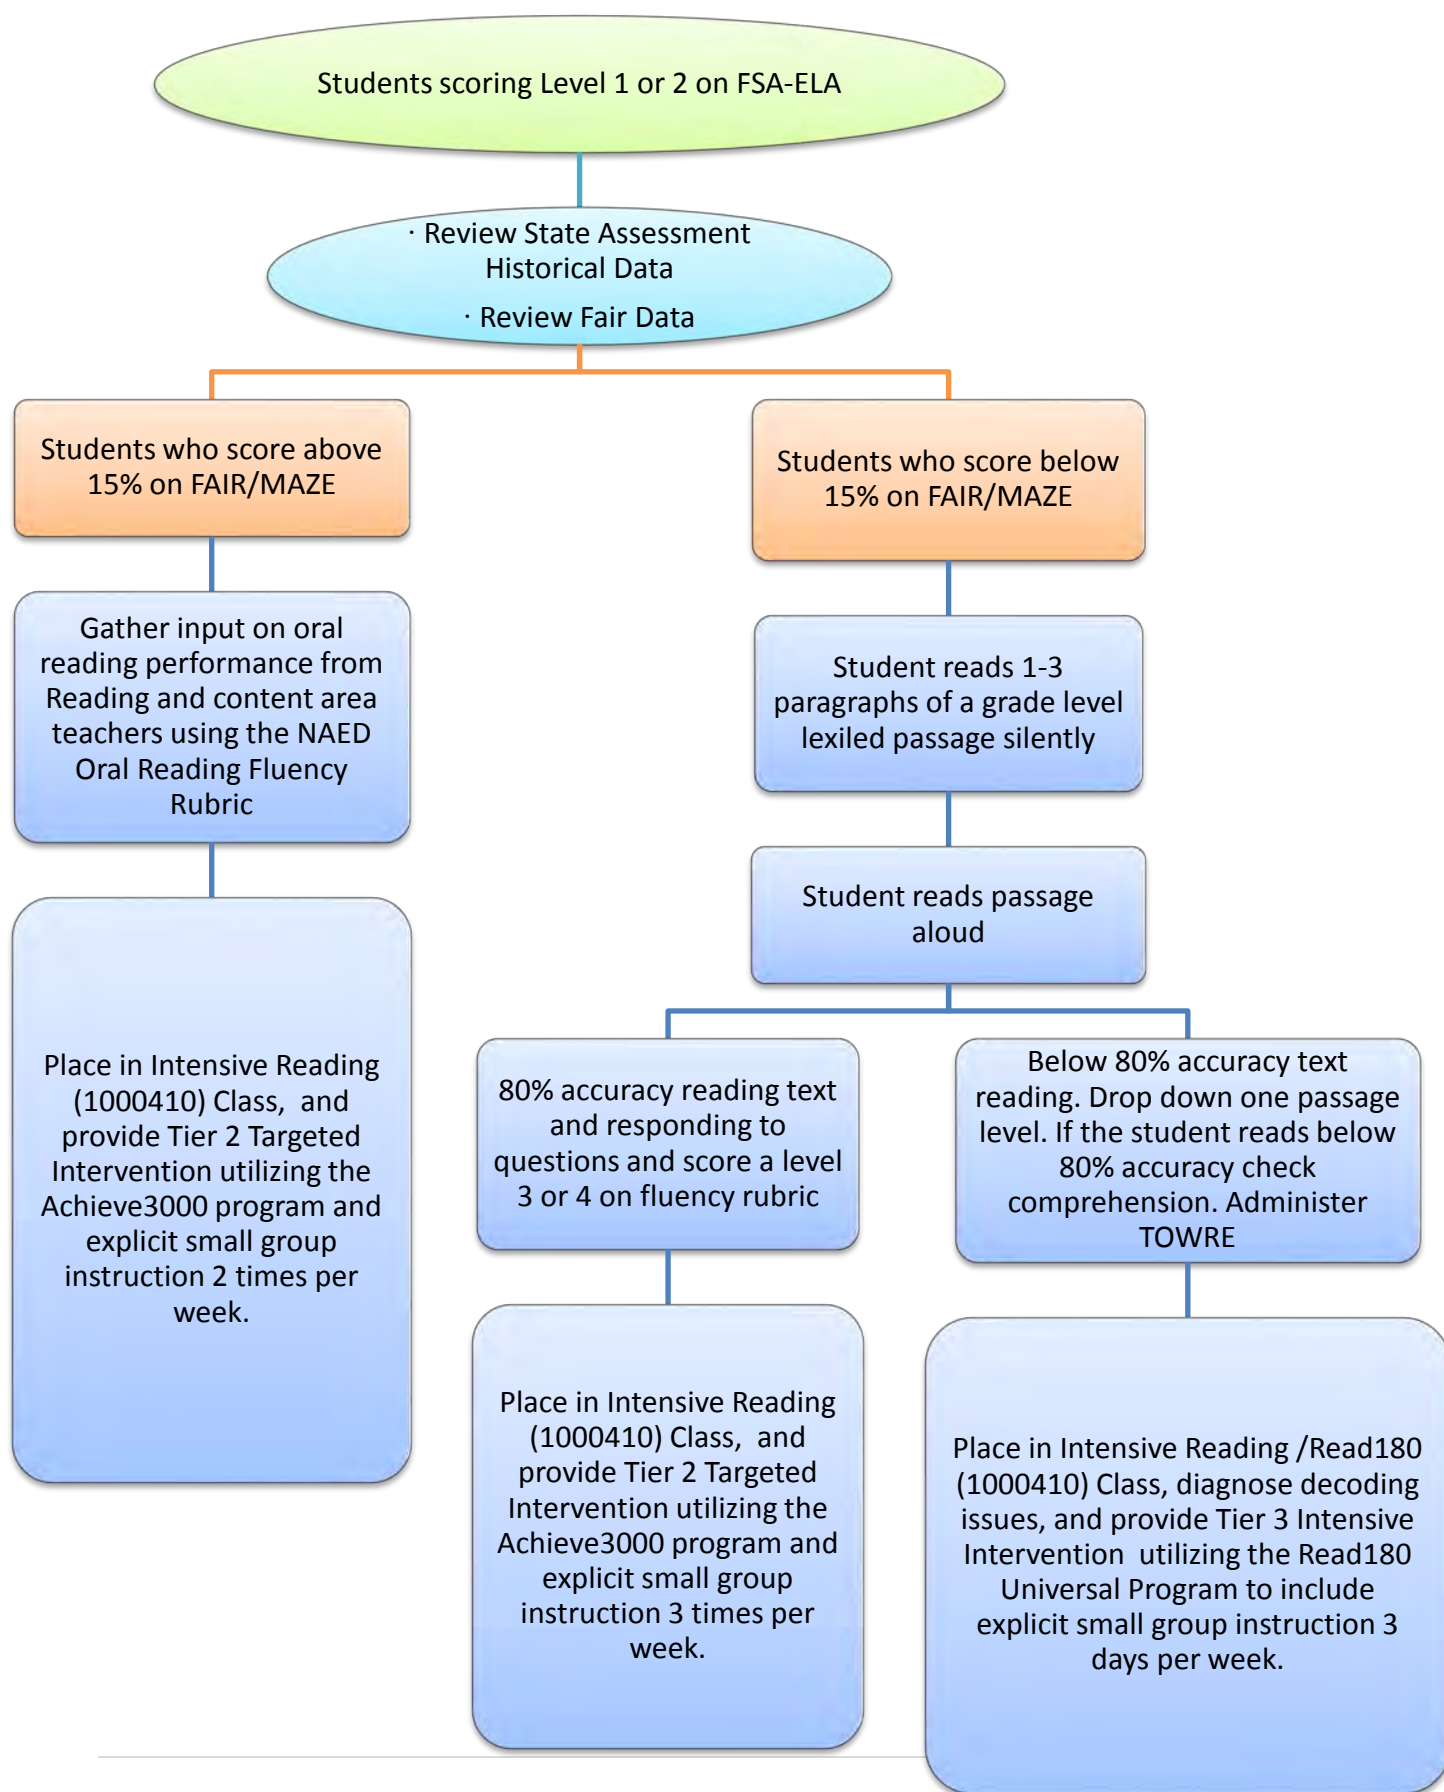 Students scoring Level 1 or 2 on FSA-ELA
· Review State Assessment
Historical Data
· Review Fair Data
Students who score above
15% on FAIR/MAZE
Gather input on oral
reading performance from
Reading and content area
teachers using the NAED
Oral Reading Fluency
Rubric
Place in Intensive Reading
(1000410) Class, and
provide Tier 2 Targeted
Intervention utilizing the
Achieve3000 program and
explicit small group
instruction 2 times per
week.
Students who score below
15% on FAIR/MAZE
Student reads 1-3
paragraphs of a grade level
lexiled passage silently
Student reads passage
aloud
80% accuracy reading text
and responding to
questions and score a level
3 or 4 on fluency rubric
Place in Intensive Reading
(1000410) Class, and
provide Tier 2 Targeted
Intervention utilizing the
Achieve3000 program and
explicit small group
instruction 3 times per
week.
Below 80% accuracy text
reading. Drop down one passage
level. If the student reads below
80% accuracy check
comprehension. Administer
TOWRE
Place in Intensive Reading /Read180
(1000410) Class, diagnose decoding
issues, and provide Tier 3 Intensive
Intervention utilizing the Read180
Universal Program to include
explicit small group instruction 3
days per week.